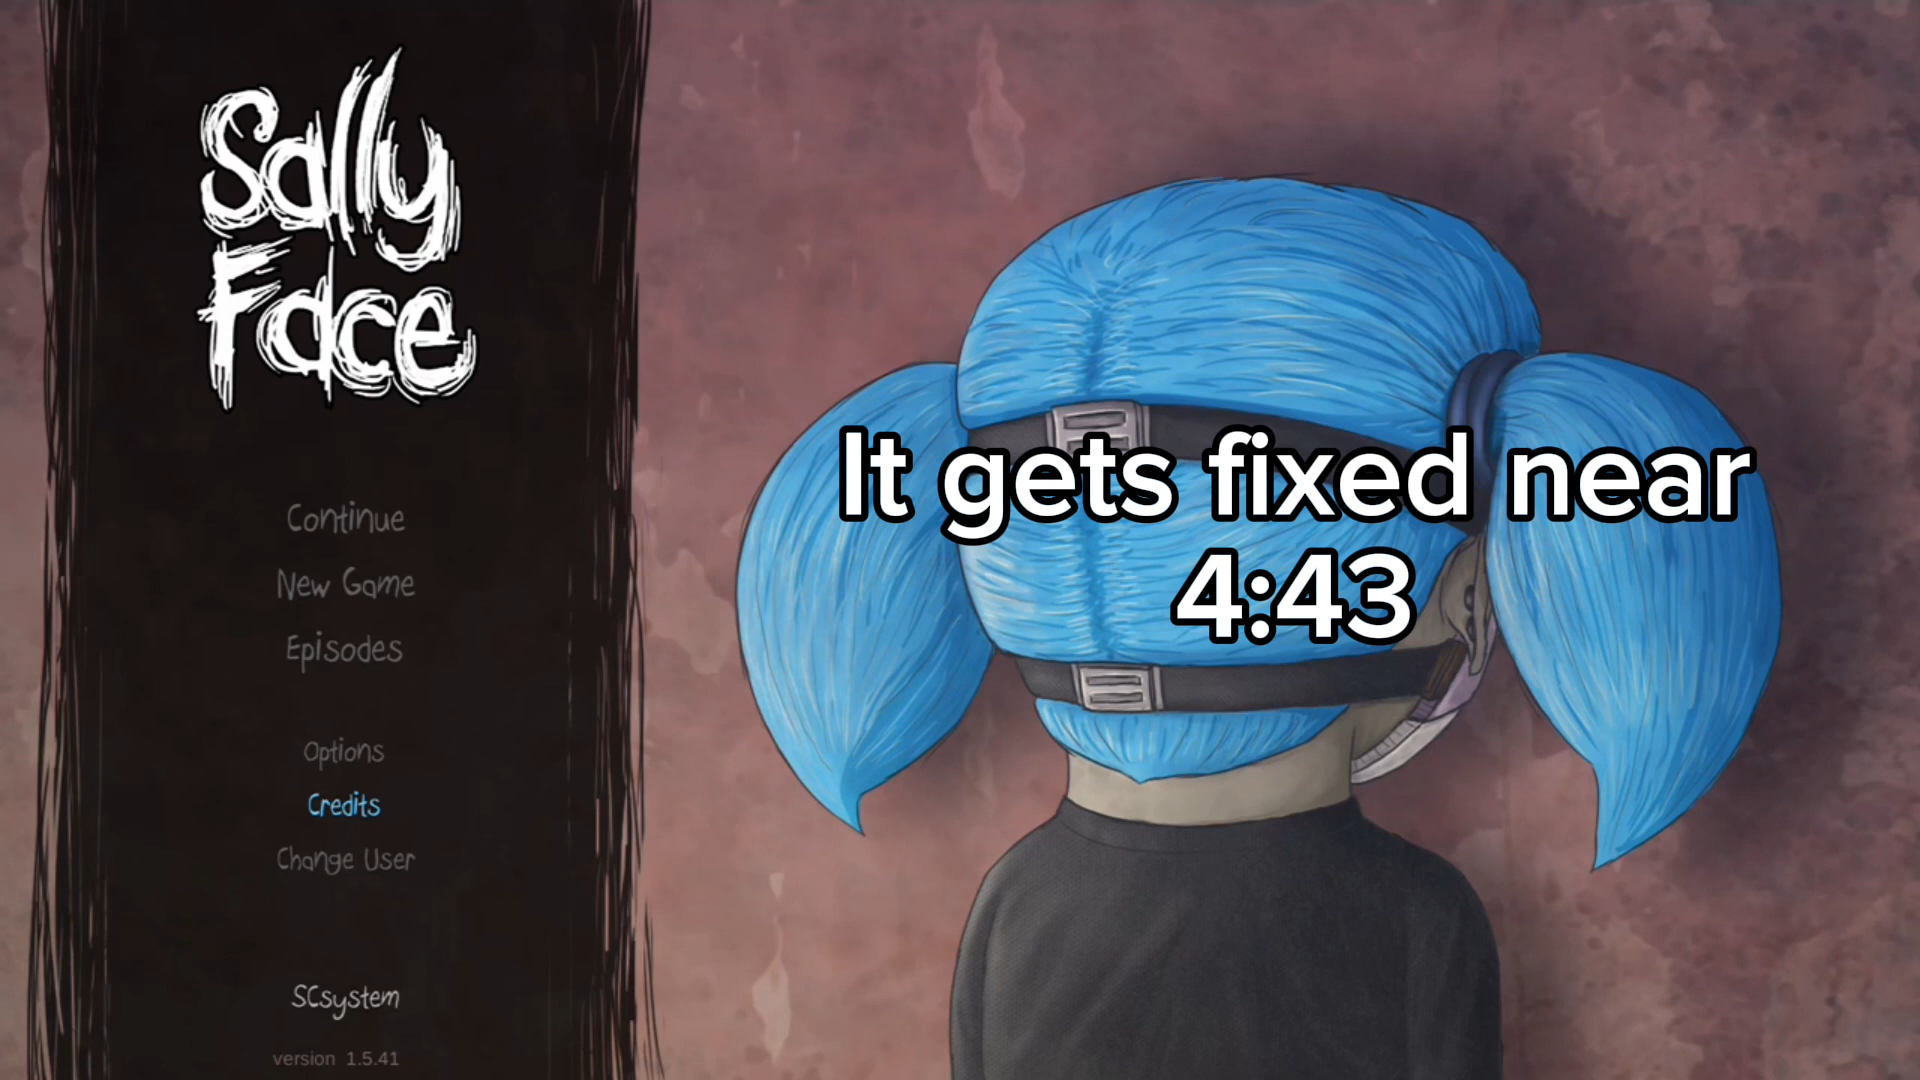 Sally
Face
Continue
New Game
Episodes
Options
Credits
Change User
SCsystem
version 1.5.41
It gets fixed near
4:43